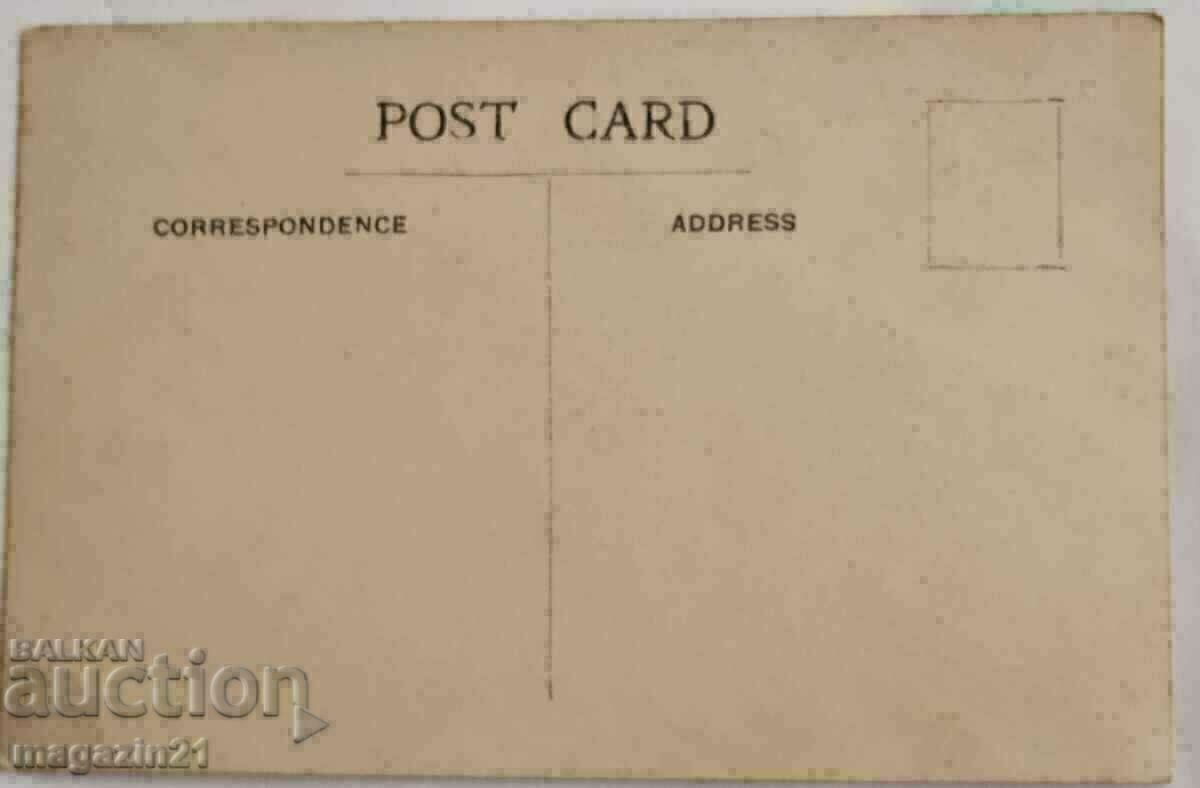 POST CARD
CORRESPONDENCE
ADDRESS
BALKAN
auction
magazin21